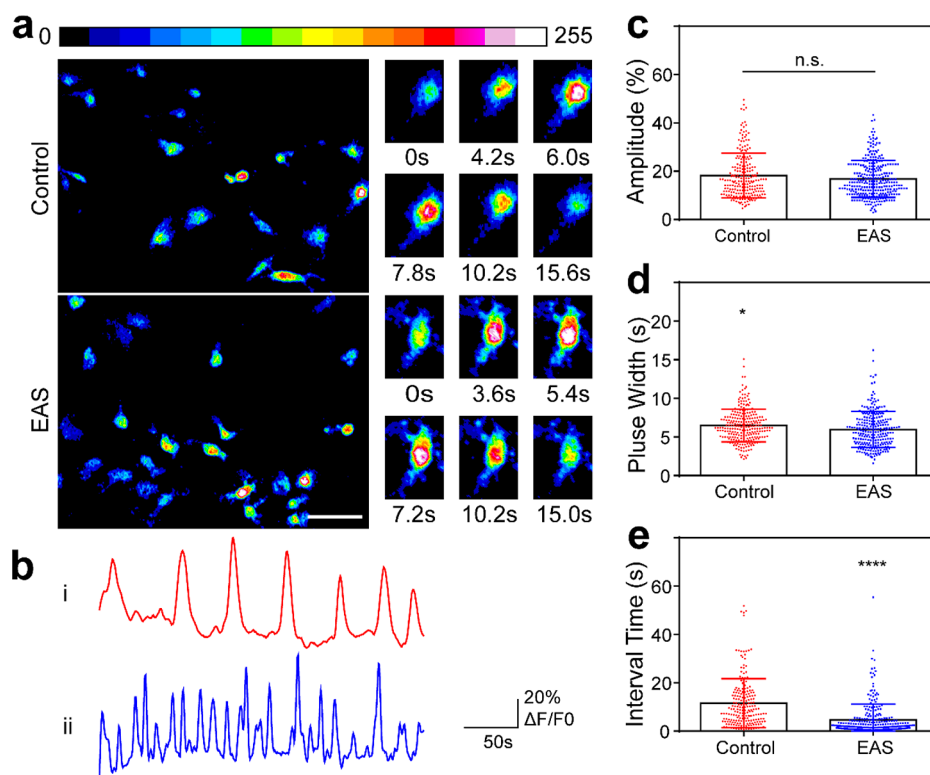 a
0
255
Control
0s
4.2s
6.0s
7.8s
10.2s
15.6s
EAS
0s
3.6s
5.4s
7.2s
10.2s
15.0s
b
i
ii
20%
ΔF/F0
50s
c
Amplitude (%)
60
40
20
0
n.s.
Control
EAS
d
Pluse Width (s)
20
15
10
5
0
*
Control
EAS
e
Interval Time (s)
80
60
40
20
0
****
Control
EAS